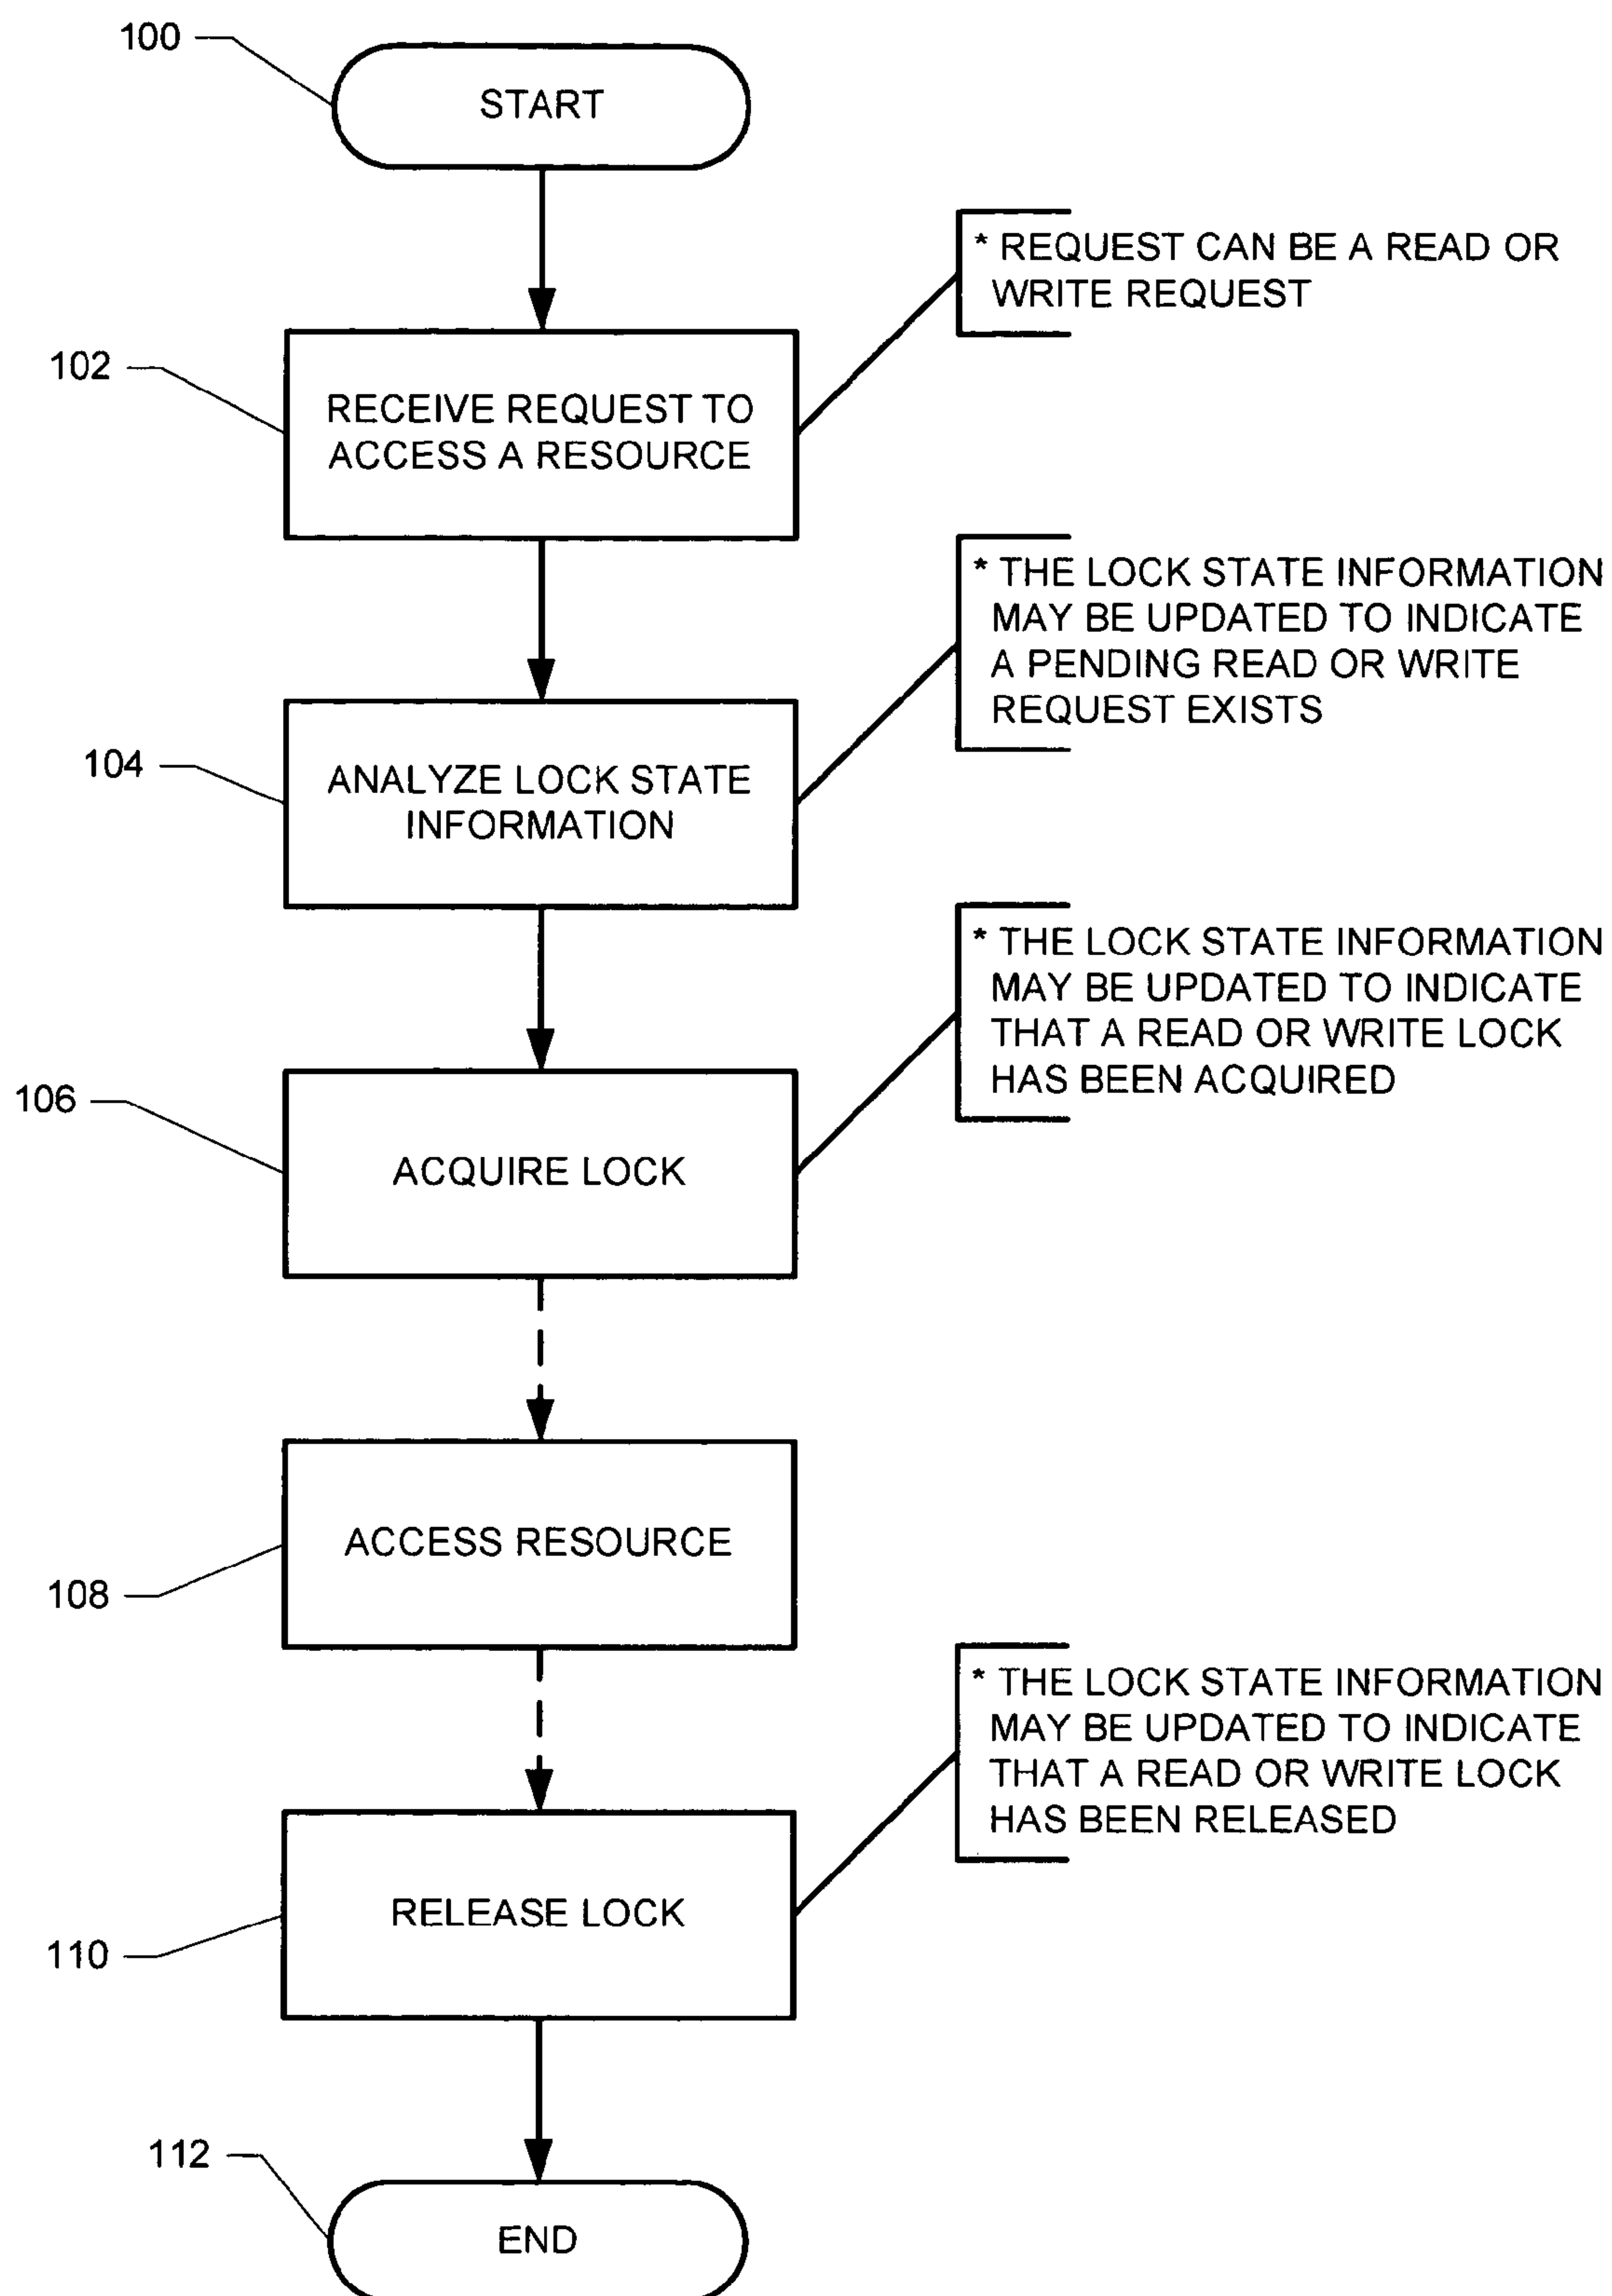 100
START
* REQUEST CAN BE A READ OR
WRITE REQUEST
102
RECEIVE REQUEST TO
ACCESS A RESOURCE
* THE LOCK STATE INFORMATION
MAY BE UPDATED TO INDICATE
A PENDING READ OR WRITE
REQUEST EXISTS
104
ANALYZE LOCK STATE
INFORMATION
* THE LOCK STATE INFORMATION
MAY BE UPDATED TO INDICATE
THAT A READ OR WRITE LOCK
HAS BEEN ACQUIRED
106
ACQUIRE LOCK
ACCESS RESOURCE
108
* THE LOCK STATE INFORMATION
MAY BE UPDATED TO INDICATE
THAT A READ OR WRITE LOCK
HAS BEEN RELEASED
RELEASE LOCK
110
112
END